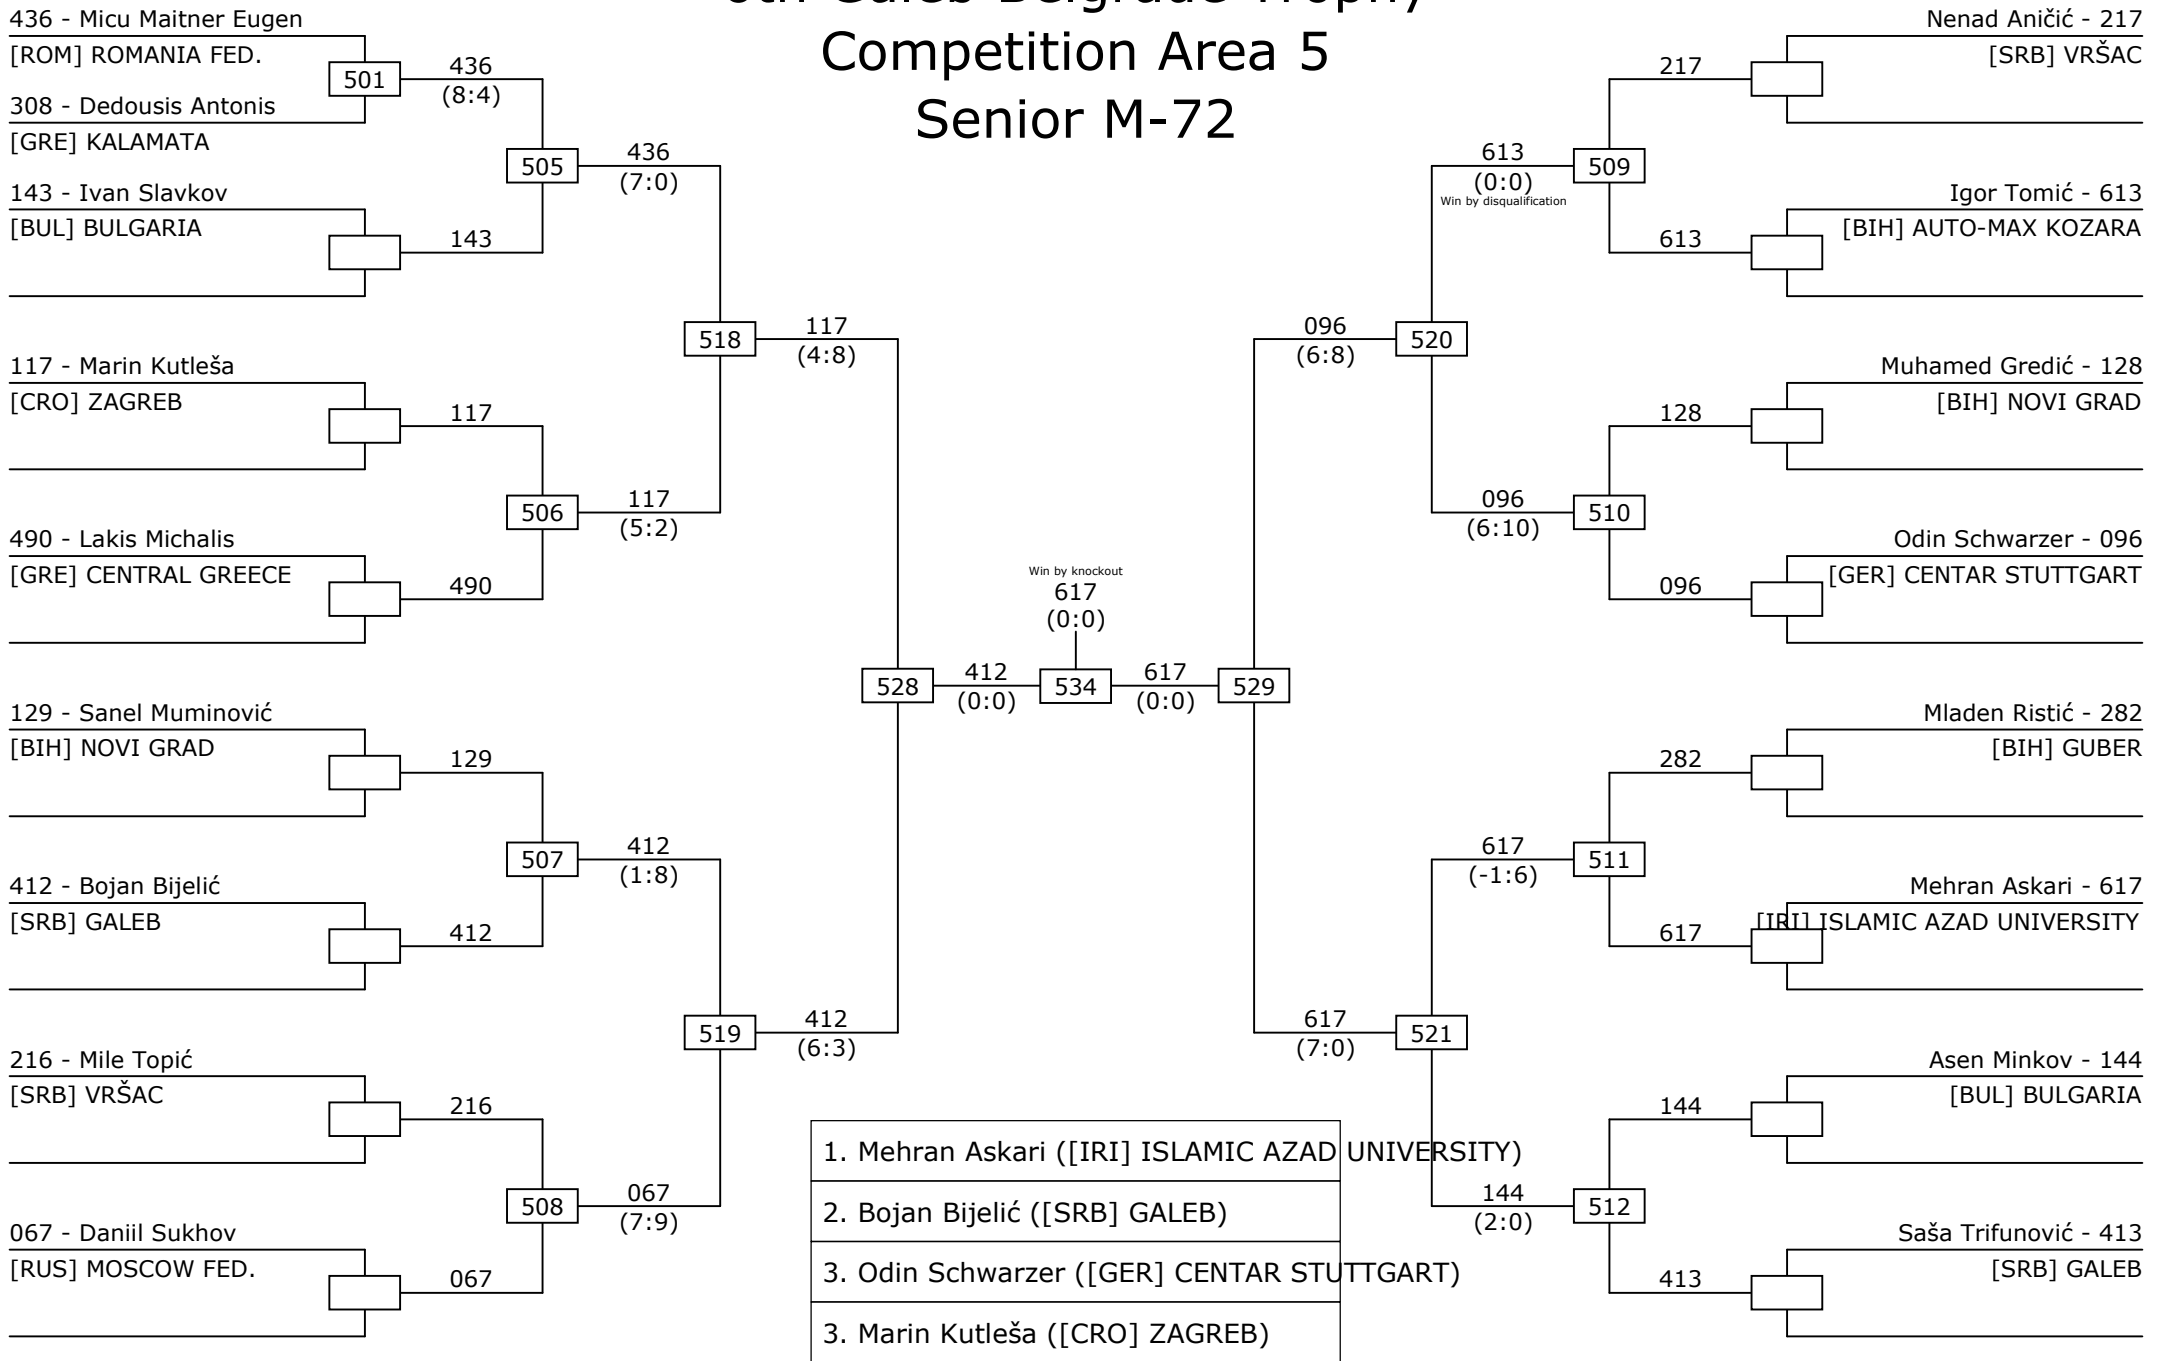 6th Galeb Belgrade Trophy
Competition Area 5
Senior M-72
436 - Micu Maitner Eugen
[ROM] ROMANIA FED.
501
436
(8:4)
308 - Dedousis Antonis
[GRE] KALAMATA
505
436
(7:0)
143 - Ivan Slavkov
[BUL] BULGARIA
143
518
117
(4:8)
117 - Marin Kutleša
[CRO] ZAGREB
117
506
117
(5:2)
490 - Lakis Michalis
[GRE] CENTRAL GREECE
490
528
412
(0:0)
129 - Sanel Muminović
[BIH] NOVI GRAD
129
507
412
(1:8)
412 - Bojan Bijelić
[SRB] GALEB
412
519
412
(6:3)
216 - Mile Topić
[SRB] VRŠAC
216
508
067
(7:9)
067 - Daniil Sukhov
[RUS] MOSCOW FED.
067
Win by knockout
617
(0:0)
534
617
(0:0)
529
Nenad Aničić - 217
[SRB] VRŠAC
217
613
(0:0)
Win by disqualification
509
Igor Tomić - 613
[BIH] AUTO-MAX KOZARA
613
096
(6:8)
520
Muhamed Gredić - 128
[BIH] NOVI GRAD
128
096
(6:10)
510
Odin Schwarzer - 096
[GER] CENTAR STUTTGART
096
Mladen Ristić - 282
[BIH] GUBER
282
617
(-1:6)
511
Mehran Askari - 617
[IRI] ISLAMIC AZAD UNIVERSITY
617
617
(7:0)
521
Asen Minkov - 144
[BUL] BULGARIA
144
144
(2:0)
512
Saša Trifunović - 413
[SRB] GALEB
413
1. Mehran Askari ([IRI] ISLAMIC AZAD UNIVERSITY)
2. Bojan Bijelić ([SRB] GALEB)
3. Odin Schwarzer ([GER] CENTAR STUTTGART)
3. Marin Kutleša ([CRO] ZAGREB)